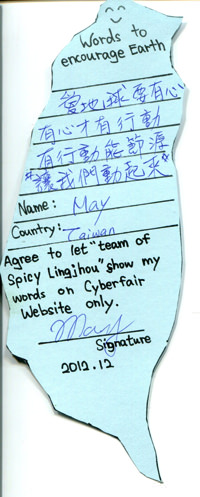 Words to
encourage Earth
愛地球要有心
有心才有行動
有行動能節源
"讓我們動起來"
Name: May
Country: Taiwan
Agree to let "team of
Spicy Lingjhou" show my
words on Cyberfair
Website only.
May
Signature
2012.12